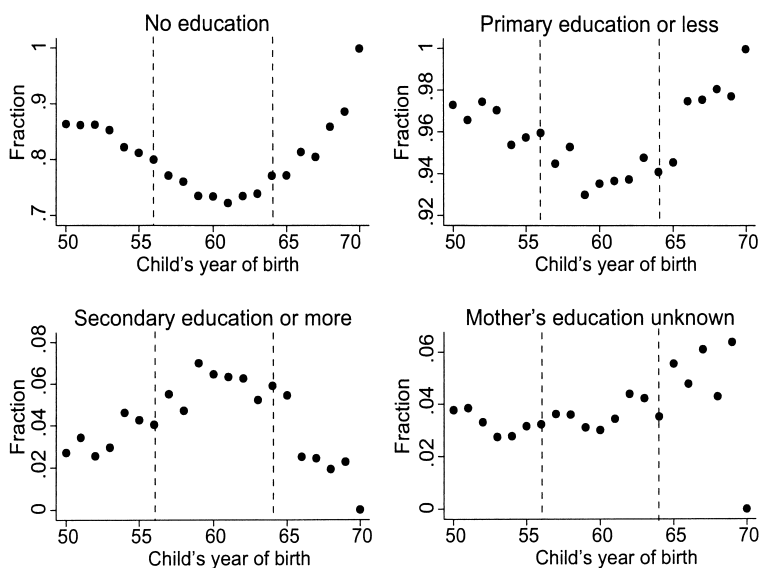 No education
1
.9
.8
.7
Fraction
50 55 60 65 70
Child's year of birth
Primary education or less
1
.98
.96
.94
.92
Fraction
50 55 60 65 70
Child's year of birth
Secondary education or more
.08
.06
.04
.02
0
Fraction
50 55 60 65 70
Child's year of birth
Mother's education unknown
.06
.04
.02
0
Fraction
50 55 60 65 70
Child's year of birth